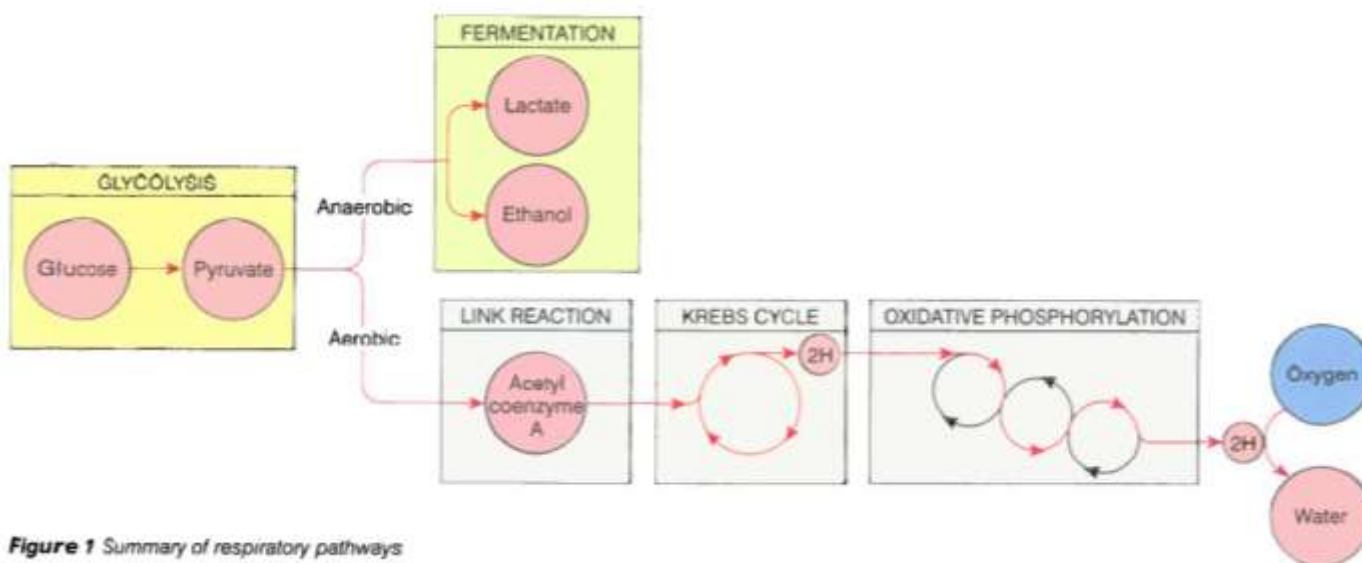 FERMENTATION
Lactate
Ethanol
GLYCOLYSIS
Glucose
Pyruvate
Anaerobic
Aerobic
LINK REACTION
Acetyl
coenzyme
A
KREBS CYCLE
2H
OXIDATIVE PHOSPHORYLATION
2H
Oxygen
Water
Figure 1 Summary of respiratory pathways